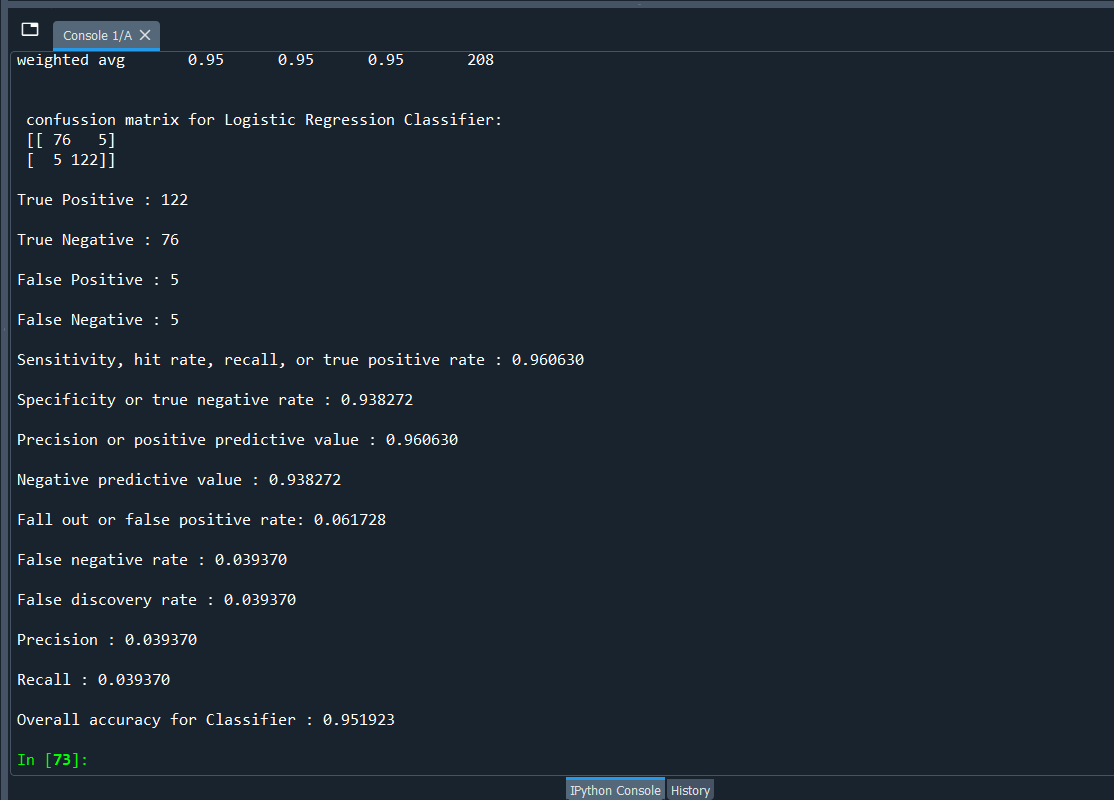 Console 1/A
weighted avg 0.95 0.95 0.95 208
confussion matrix for Logistic Regression Classifier:
[[ 76 5]
[ 5 122]]
True Positive : 122
True Negative : 76
False Positive : 5
False Negative : 5
Sensitivity, hit rate, recall, or true positive rate : 0.960630
Specificity or true negative rate : 0.938272
Precision or positive predictive value : 0.960630
Negative predictive value : 0.938272
Fall out or false positive rate: 0.061728
False negative rate : 0.039370
False discovery rate : 0.039370
Precision : 0.039370
Recall : 0.039370
Overall accuracy for Classifier : 0.951923
In [73]:
IPython Console History